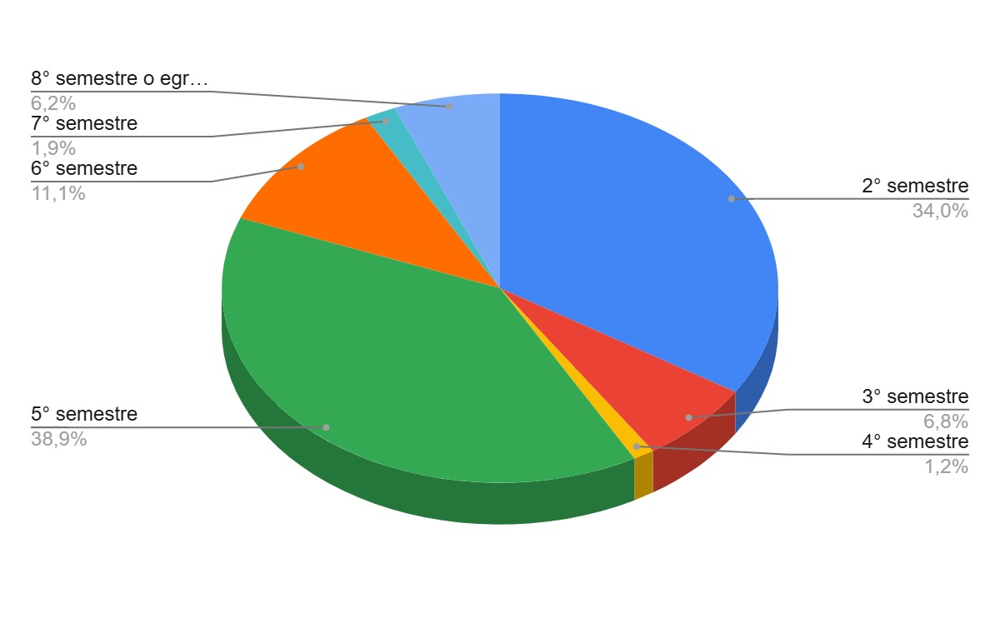 8° semestre o egr…
6,2%
7° semestre
1,9%
6° semestre
11,1%
5° semestre
38,9%
2° semestre
34,0%
3° semestre
6,8%
4° semestre
1,2%